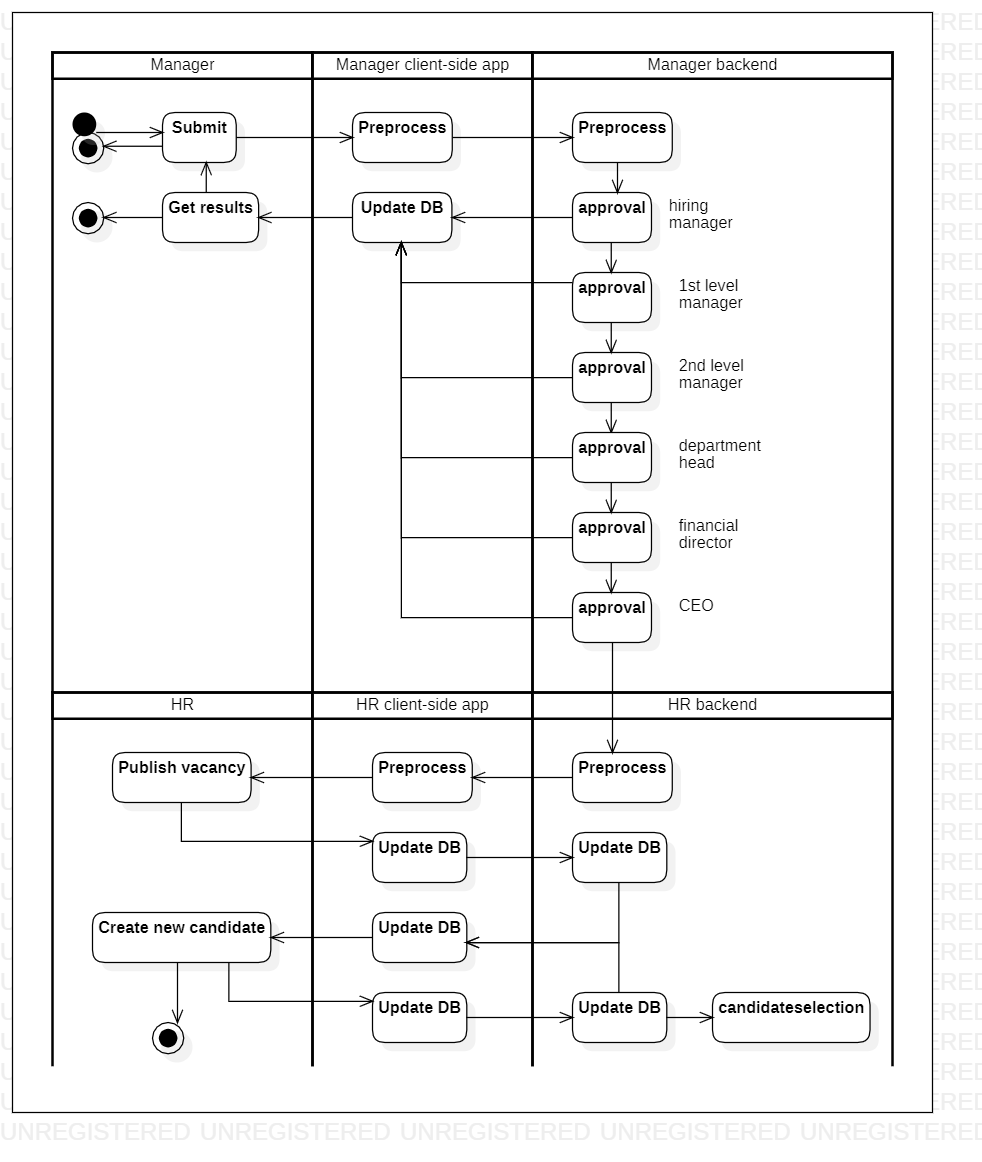 Manager
Manager client-side app
Manager backend
Submit
Preprocess
Preprocess
Get results
Update DB
approval
hiring
manager
approval
1st level
manager
approval
2nd level
manager
approval
department
head
approval
financial
director
approval
CEO
HR
HR client-side app
HR backend
Publish vacancy
Preprocess
Preprocess
Update DB
Update DB
Create new candidate
Update DB
Update DB
Update DB
candidateselection
UNREGISTERED UNREGISTERED UNREGISTERED UNREGISTERED UNREGISTERED